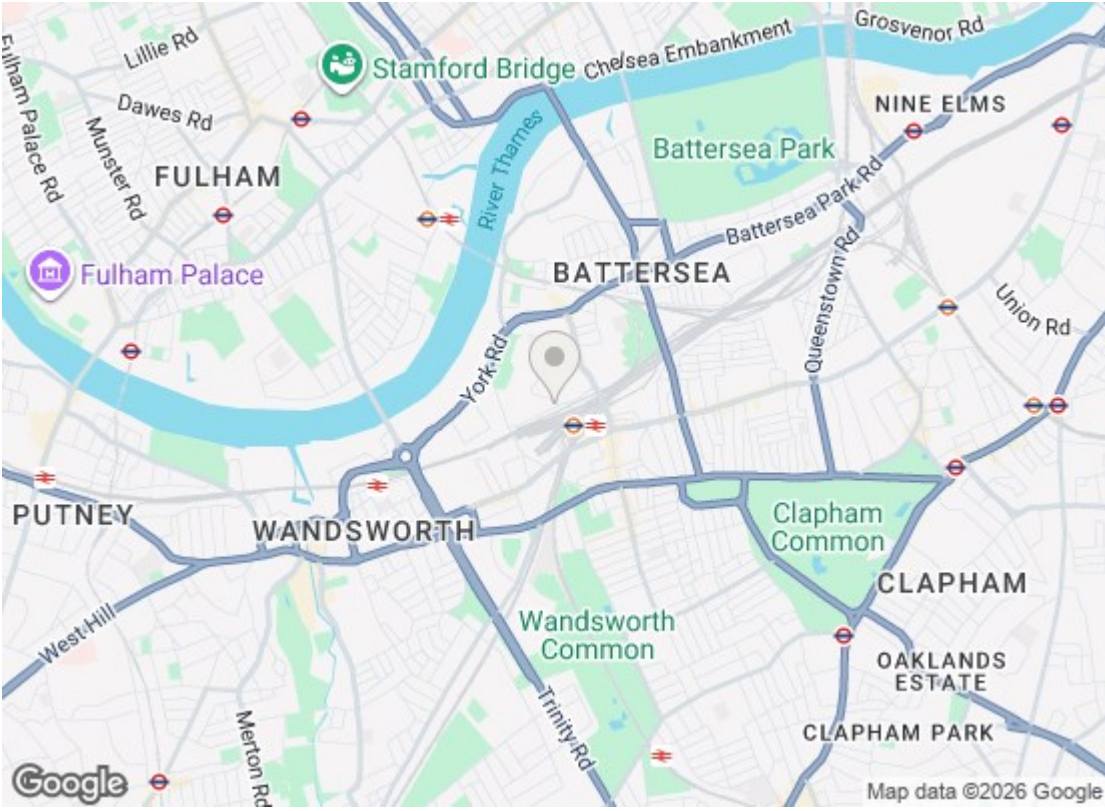 Grosvenor Rd
Lillie Rd
Chelsea Embankment
Stamford Bridge
Fulham Palace Rd
Dawes Rd
NINE ELMS
Munster Rd
Battersea Park
FULHAM
River Thames
Battersea Park Rd
Fulham Palace
BATTERSEA
Queenstown Rd
Union Rd
York Rd
PUTNEY
WANDSWORTH
Clapham
Common
CLAPHAM
West Hill
Wandsworth
Common
OAKLANDS
ESTATE
Trinity Rd
Merton Rd
CLAPHAM PARK
Google
Map data ©2026 Google